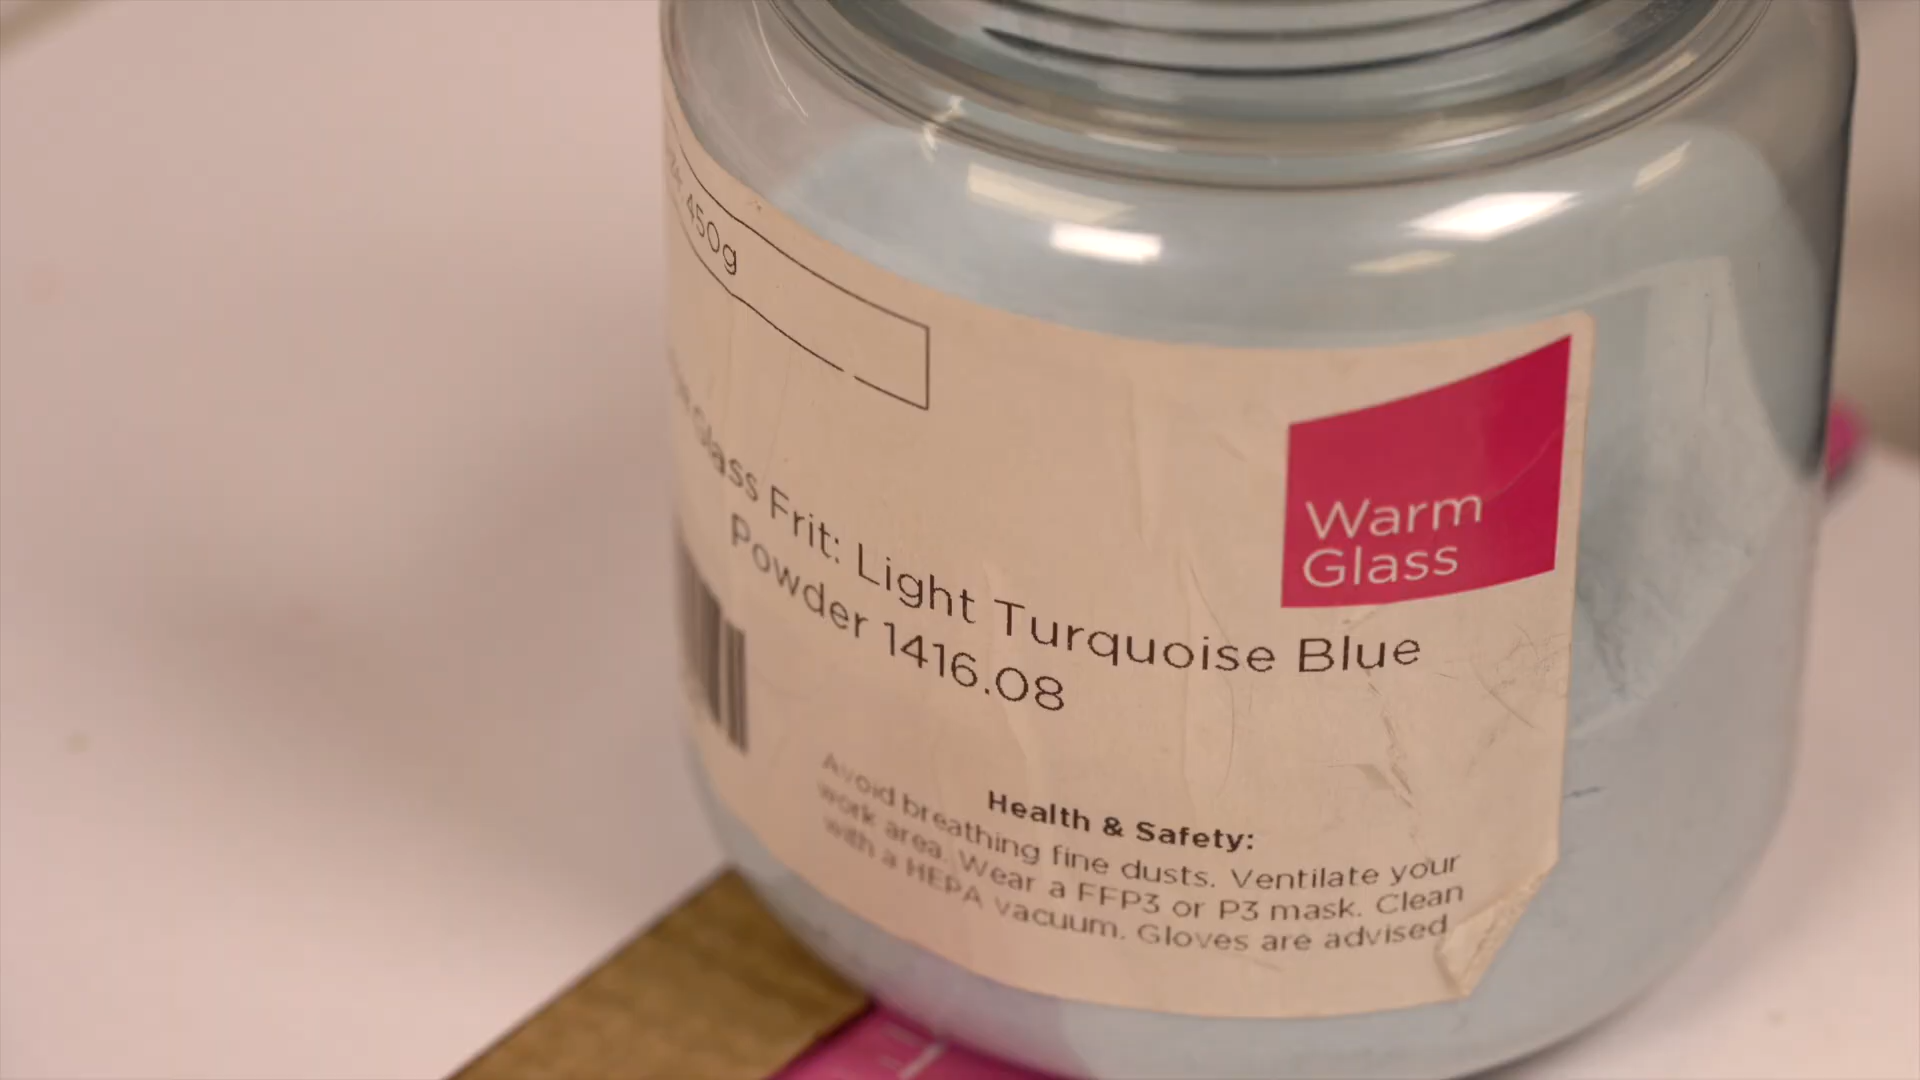 450g
Warm
Glass
Glass Frit: Light Turquoise Blue
Powder 1416.08
Health & Safety:
Avoid breathing fine dusts. Ventilate your
work area. Wear a FFP3 or P3 mask. Clean
with a HEPA vacuum. Gloves are advised